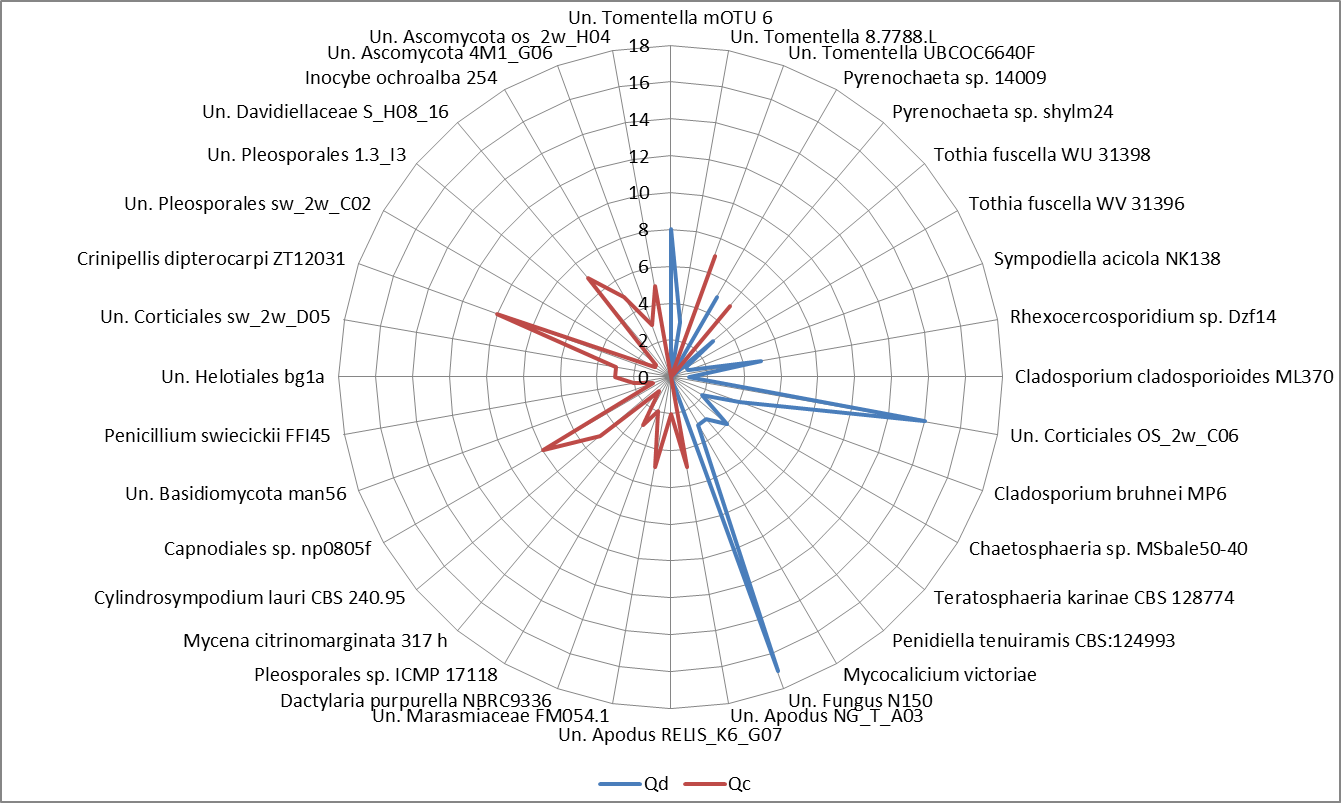 Un. Tomentella mOTU 6
Un. Tomentella 8.7788.L
Un. Tomentella UBCOC6640F
Pyrenochaeta sp. 14009
Pyrenochaeta sp. shylm24
Tothia fuscella WU 31398
Tothia fuscella WV 31396
Sympodiella acicola NK138
Rhexocercosporidium sp. Dzf14
Cladosporium cladosporioides ML370
Un. Corticiales OS_2w_C06
Cladosporium bruhnei MP6
Chaetosphaeria sp. MSbale50-40
Teratosphaeria karinae CBS 128774
Penidiella tenuiramis CBS:124993
Mycocalicium victoriae
Un. Fungus N150
Un. Apodus NG_T_A03
Un. Apodus RELIS_K6_G07
Un. Marasmiaceae FM054.1
Dactylaria purpurella NBRC9336
Pleosporales sp. ICMP 17118
Mycena citrinomarginata 317 h
Cylindrosympodium lauri CBS 240.95
Capnodiales sp. np0805f
Un. Basidiomycota man56
Penicillium swiecickii FFI45
Un. Helotiales bg1a
Un. Corticiales sw_2w_D05
Crinipellis dipterocarpi ZT12031
Un. Pleosporales sw_2w_C02
Un. Pleosporales 1.3_I3
Un. Davidiellaceae S_H08_16
Inocybe ochroalba 254
Un. Ascomycota 4M1_G06
Un. Ascomycota os_2w_H04
18
16
14
12
10
8
6
4
2
0
Qd
Qc